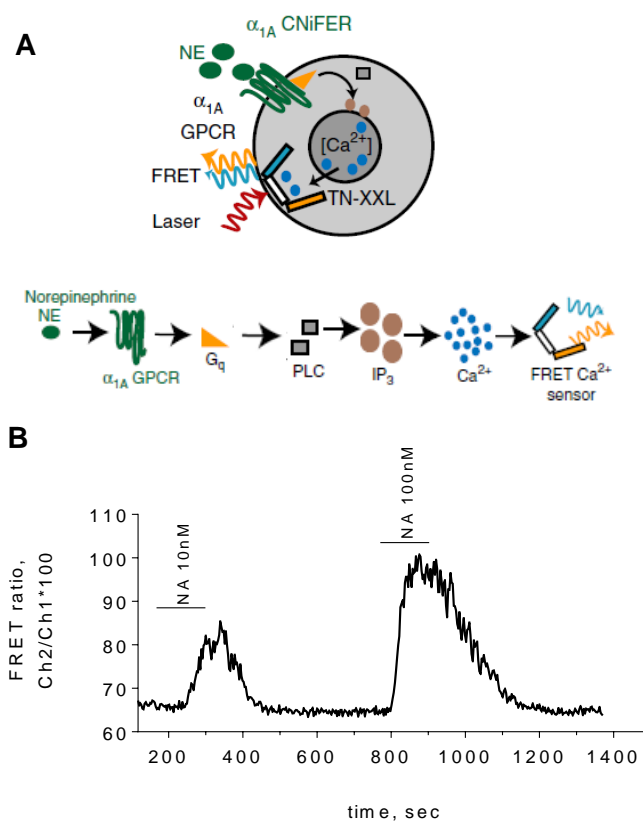 A
α1A CNiFER
NE
α1A
GPCR
[Ca2+]
FRET
TN-XXL
Laser
Norepinephrine
NE
α1A GPCR
Gq
PLC
IP3
Ca2+
FRET Ca2+
sensor
B
NA 10nM
NA 100nM
FRET ratio,
Ch2/Ch1*100
110
100
90
80
70
60
200 400 600 800 1000 1200 1400
time, sec